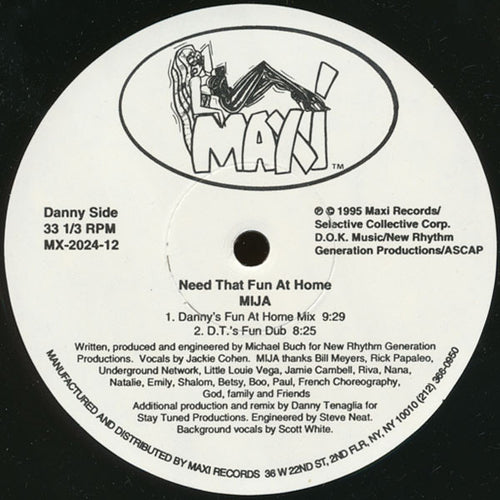 MAXI!
TM
Danny Side
33 1/3 RPM
MX-2024-12
℗ © 1995 Maxi Records/
Selective Collective Corp.
D.O.K. Music/New Rhythm
Generation Productions/ASCAP
Need That Fun At Home
MIJA
1. Danny's Fun At Home Mix 9:29
2. D.T.'s Fun Dub 8:25
Written, produced and engineered by Michael Buch for New Rhythm Generation
Productions. Vocals by Jackie Cohen. MIJA thanks Bill Meyers, Rick Papaleo,
Underground Network, Little Louie Vega, Jamie Cambell, Riva, Nana,
Natalie, Emily, Shalom, Betsy, Boo, Paul, French Choreography,
God, family and Friends
Additional production and remix by Danny Tenaglia for
Stay Tuned Productions. Engineered by Steve Neat.
Background vocals by Scott White.
MANUFACTURED AND DISTRIBUTED BY MAXI RECORDS 36 W 22ND ST, 2ND FLR, NY, NY 10010 (212) 366-0950